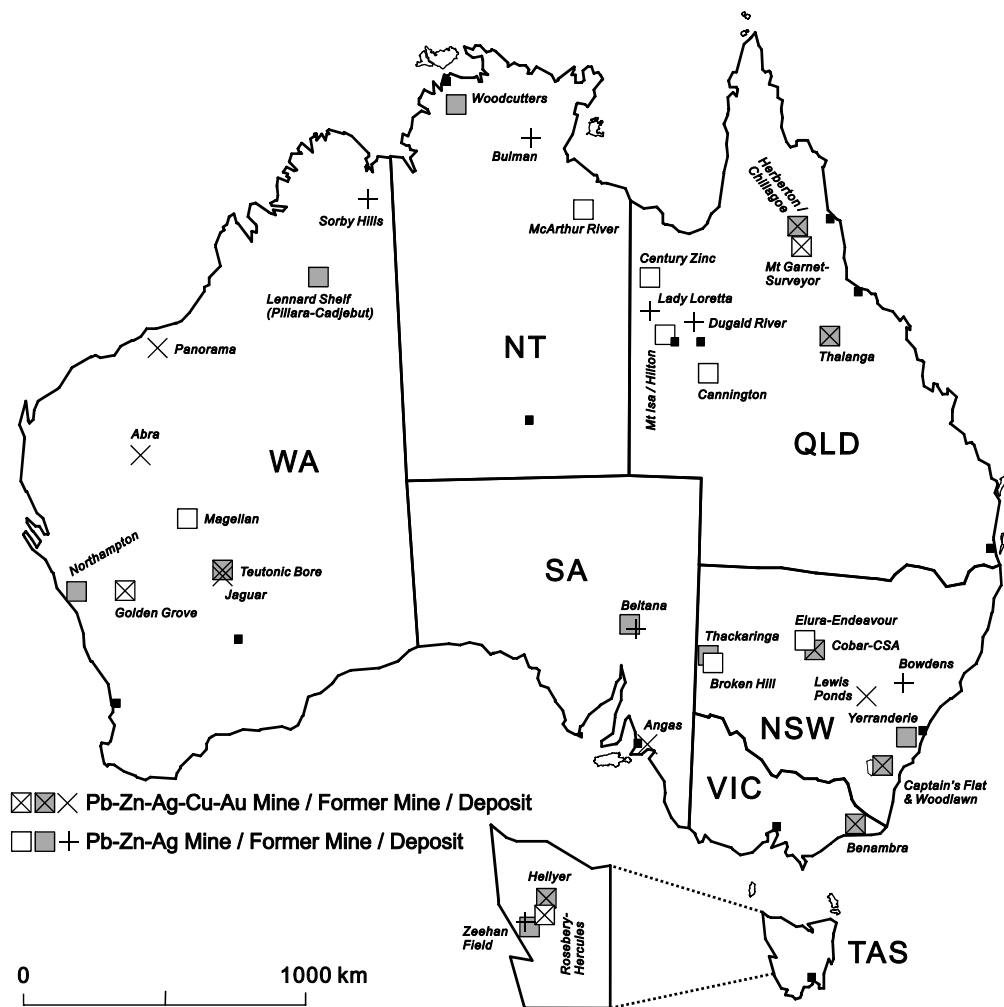 Woodcutters
Bulman
Sorby Hills
McArthur River
Herberton /
Chillagoe
Mt Garnet-
Surveyor
Century Zinc
Lady Loretta
Dugald River
Mt Isa / Hilton
Cannington
Thalanga
Lennard Shelf
(Pillara-Cadjebut)
Panorama
NT
Abra
WA
QLD
Magellan
Northampton
Teutonic Bore
Jaguar
Golden Grove
SA
Beltana
Elura-Endeavour
Thackaringa
Cobar-CSA
Broken Hill
Lewis
Ponds
Bowdens
NSW
Yerranderie
Angas
VIC
Captain's Flat
& Woodlawn
Benambra
Pb-Zn-Ag-Cu-Au Mine / Former Mine / Deposit
Pb-Zn-Ag Mine / Former Mine / Deposit
Hellyer
Zeehan
Field
Rosebery-
Hercules
TAS
0 1000 km